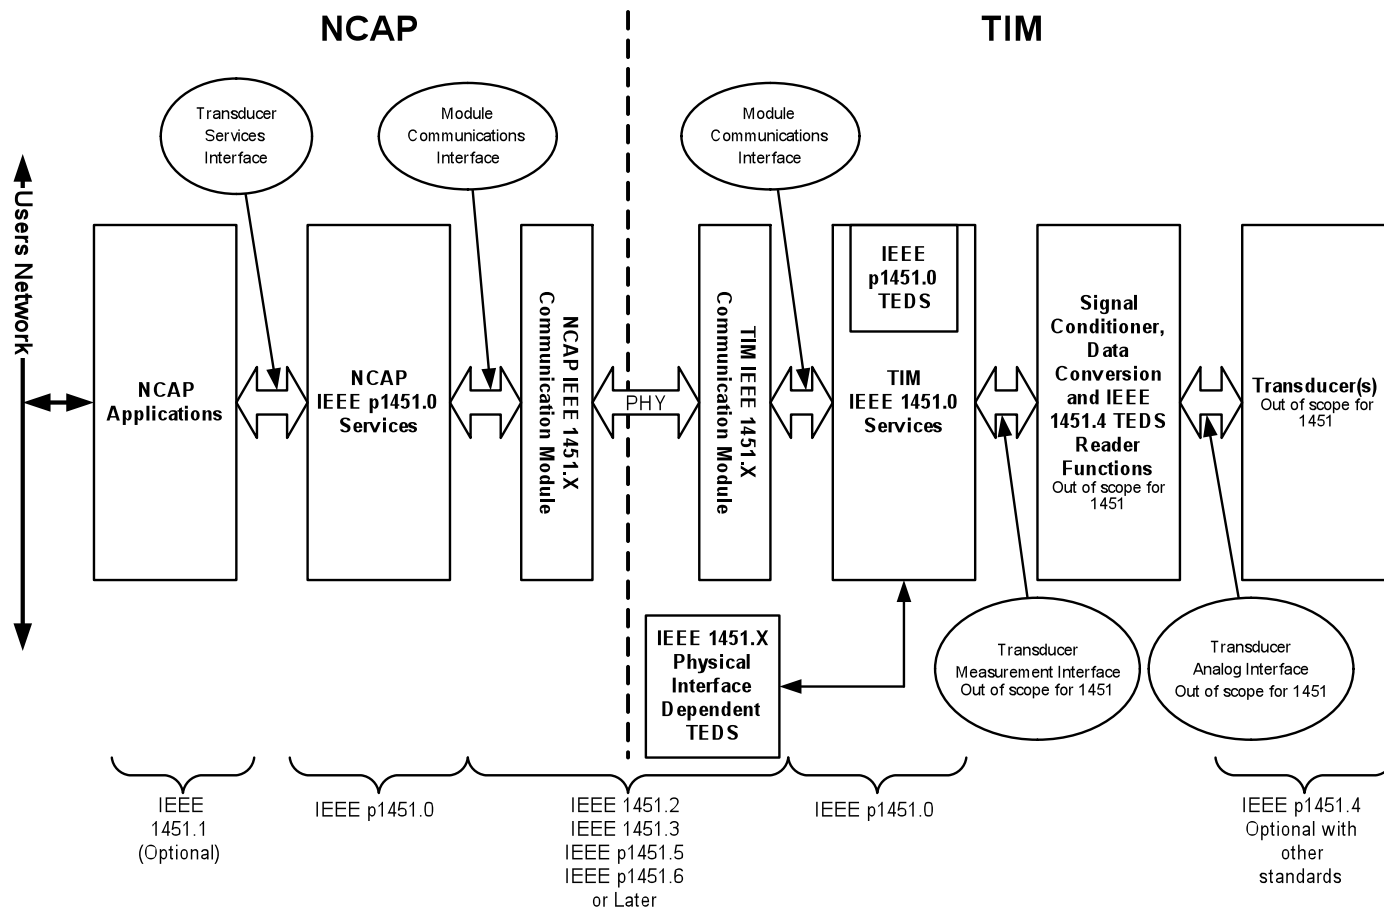 NCAP
TIM
Transducer
Services
Interface
Module
Communications
Interface
Module
Communications
Interface
Users Network
NCAP
Applications
NCAP
IEEE p1451.0
Services
NCAP IEEE 1451.X
Communication Module
PHY
TIM IEEE 1451.X
Communication Module
IEEE
p1451.0
TEDS
TIM
IEEE 1451.0
Services
Signal
Conditioner,
Data
Conversion
and IEEE
1451.4 TEDS
Reader
Functions
Out of scope for
1451
Transducer(s)
Out of scope for
1451
IEEE 1451.X
Physical
Interface
Dependent
TEDS
Transducer
Measurement Interface
Out of scope for 1451
Transducer
Analog Interface
Out of scope for 1451
IEEE
1451.1
(Optional)
IEEE p1451.0
IEEE 1451.2
IEEE 1451.3
IEEE p1451.5
IEEE p1451.6
or Later
IEEE p1451.0
IEEE p1451.4
Optional with
other
standards